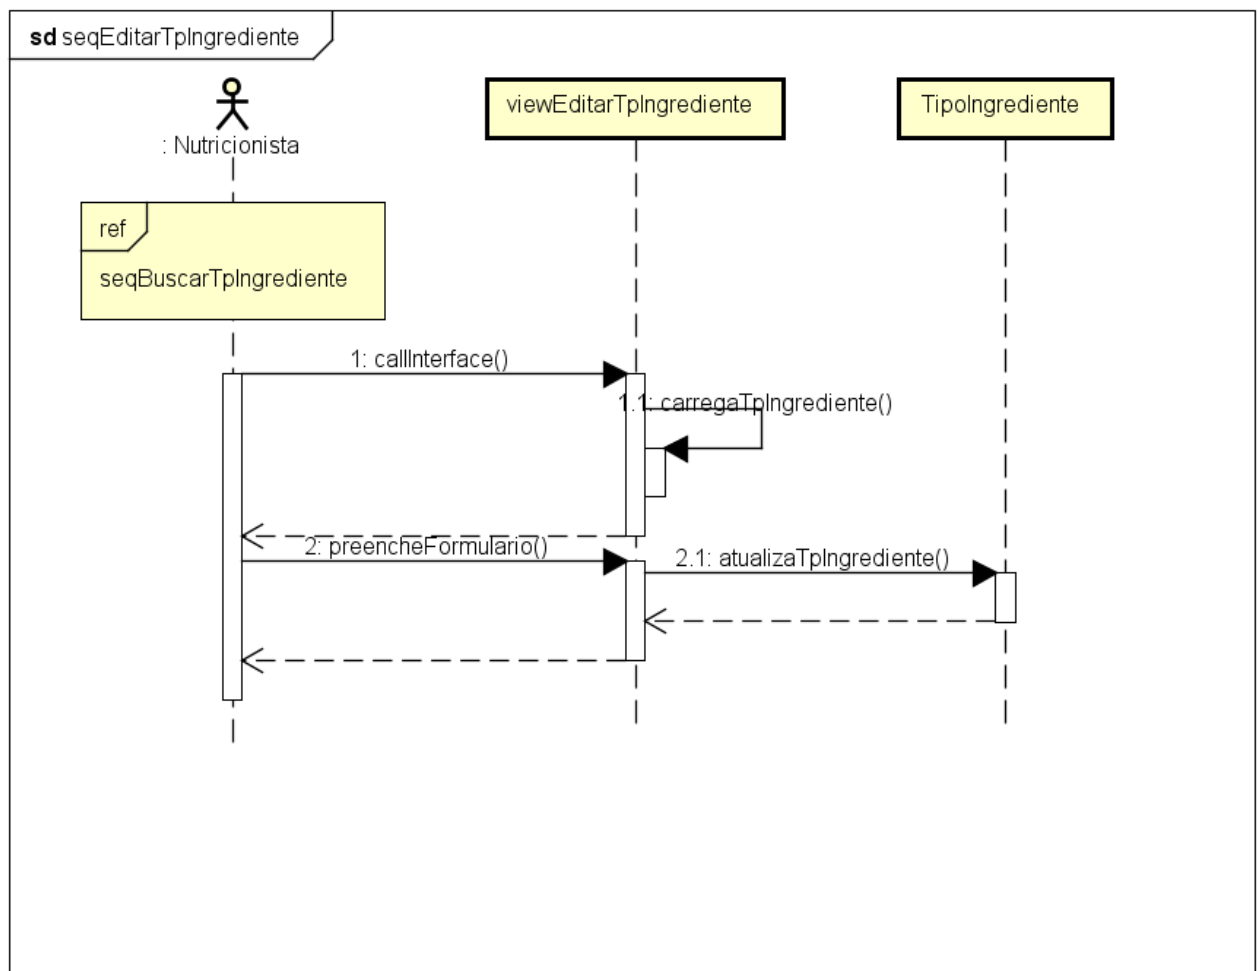 sd seqEditarTpIngrediente
viewEditarTpIngrediente
TipoIngrediente
: Nutricionista
ref
seqBuscarTpIngrediente
1: callInterface()
1.1: carregaTpIngrediente()
2: preencheFormulario()
2.1: atualizaTpIngrediente()